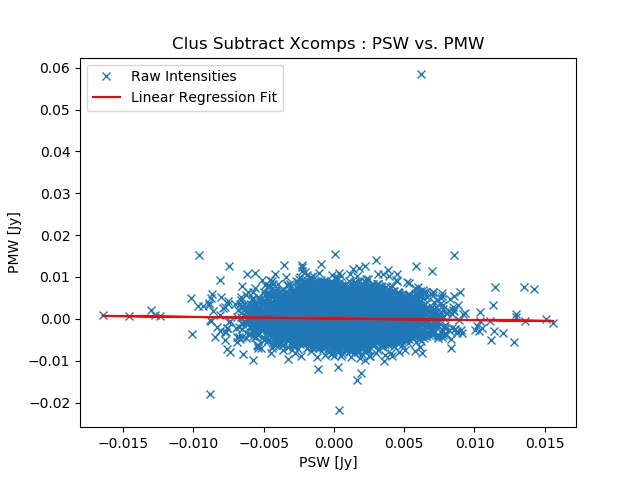 Clus Subtract Xcomps : PSW vs. PMW
Raw Intensities
Linear Regression Fit
PMW [Jy]
0.06
0.05
0.04
0.03
0.02
0.01
0.00
−0.01
−0.02
−0.015 −0.010 −0.005 0.000 0.005 0.010 0.015
PSW [Jy]